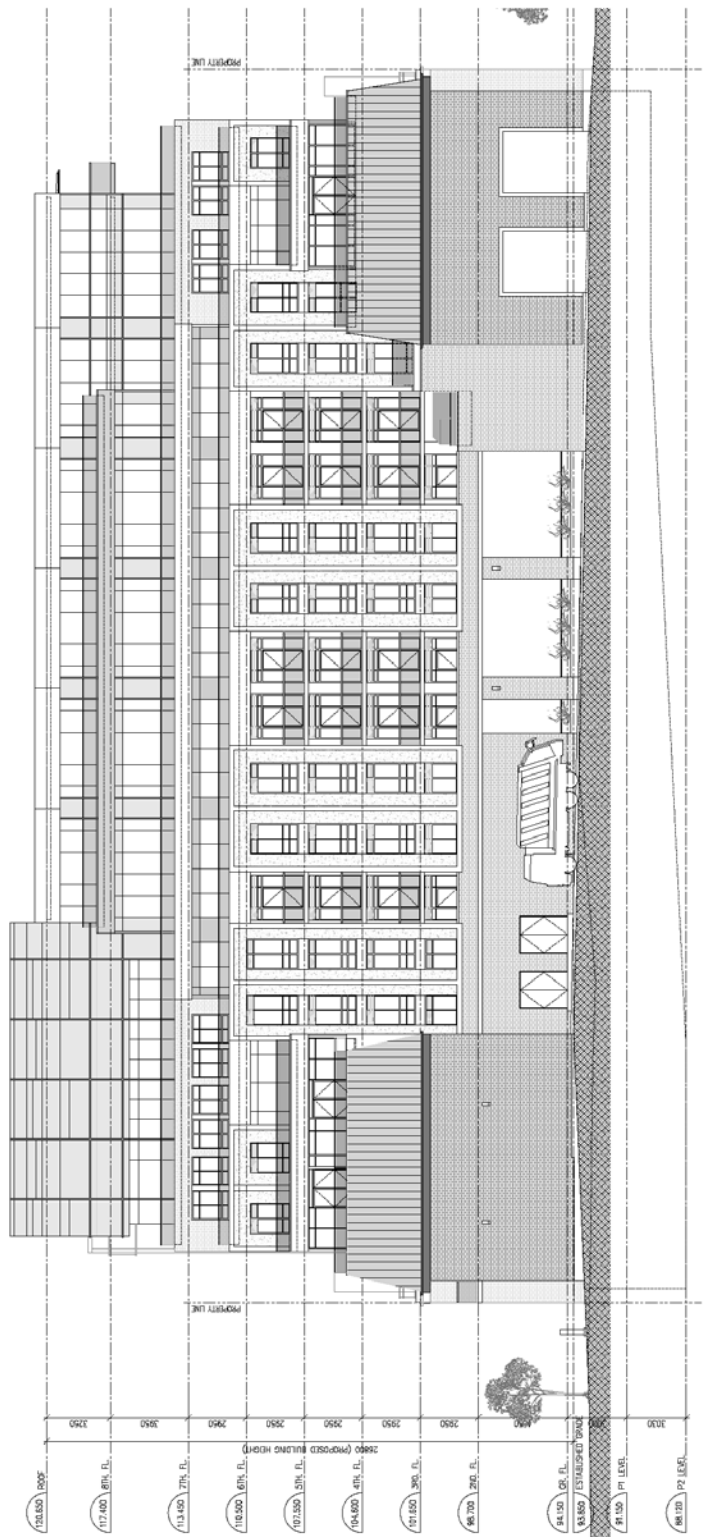 120.650 ROOF
3250
117.400 8TH. FL.
3950
113.450 7TH. FL.
2950
110.500 6TH. FL.
2950
107.550 5TH. FL.
2950
104.600 4TH. FL.
2950
101.650 3RD. FL.
2950
98.700 2ND. FL.
94.150 GR. FL.
93.850 ESTABLISHED GRADE
91.150 P1 LEVEL
3030
88.120 P2 LEVEL
26800 (PROPOSED BUILDING HEIGHT)
PROPERTY LINE
PROPERTY LINE